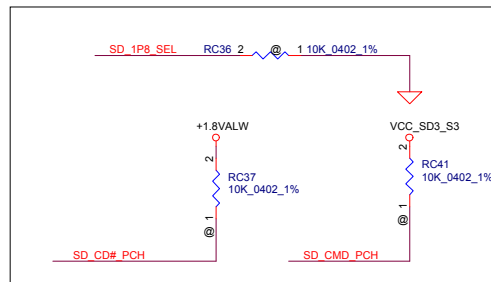 SD_1P8_SEL RC36 2 @ 1 10K_0402_1%
+1.8VALW VCC_SD3_S3
2 2
RC37 RC41
10K_0402_1% 10K_0402_1%
@ 1 @ 1
SD_CD#_PCH SD_CMD_PCH